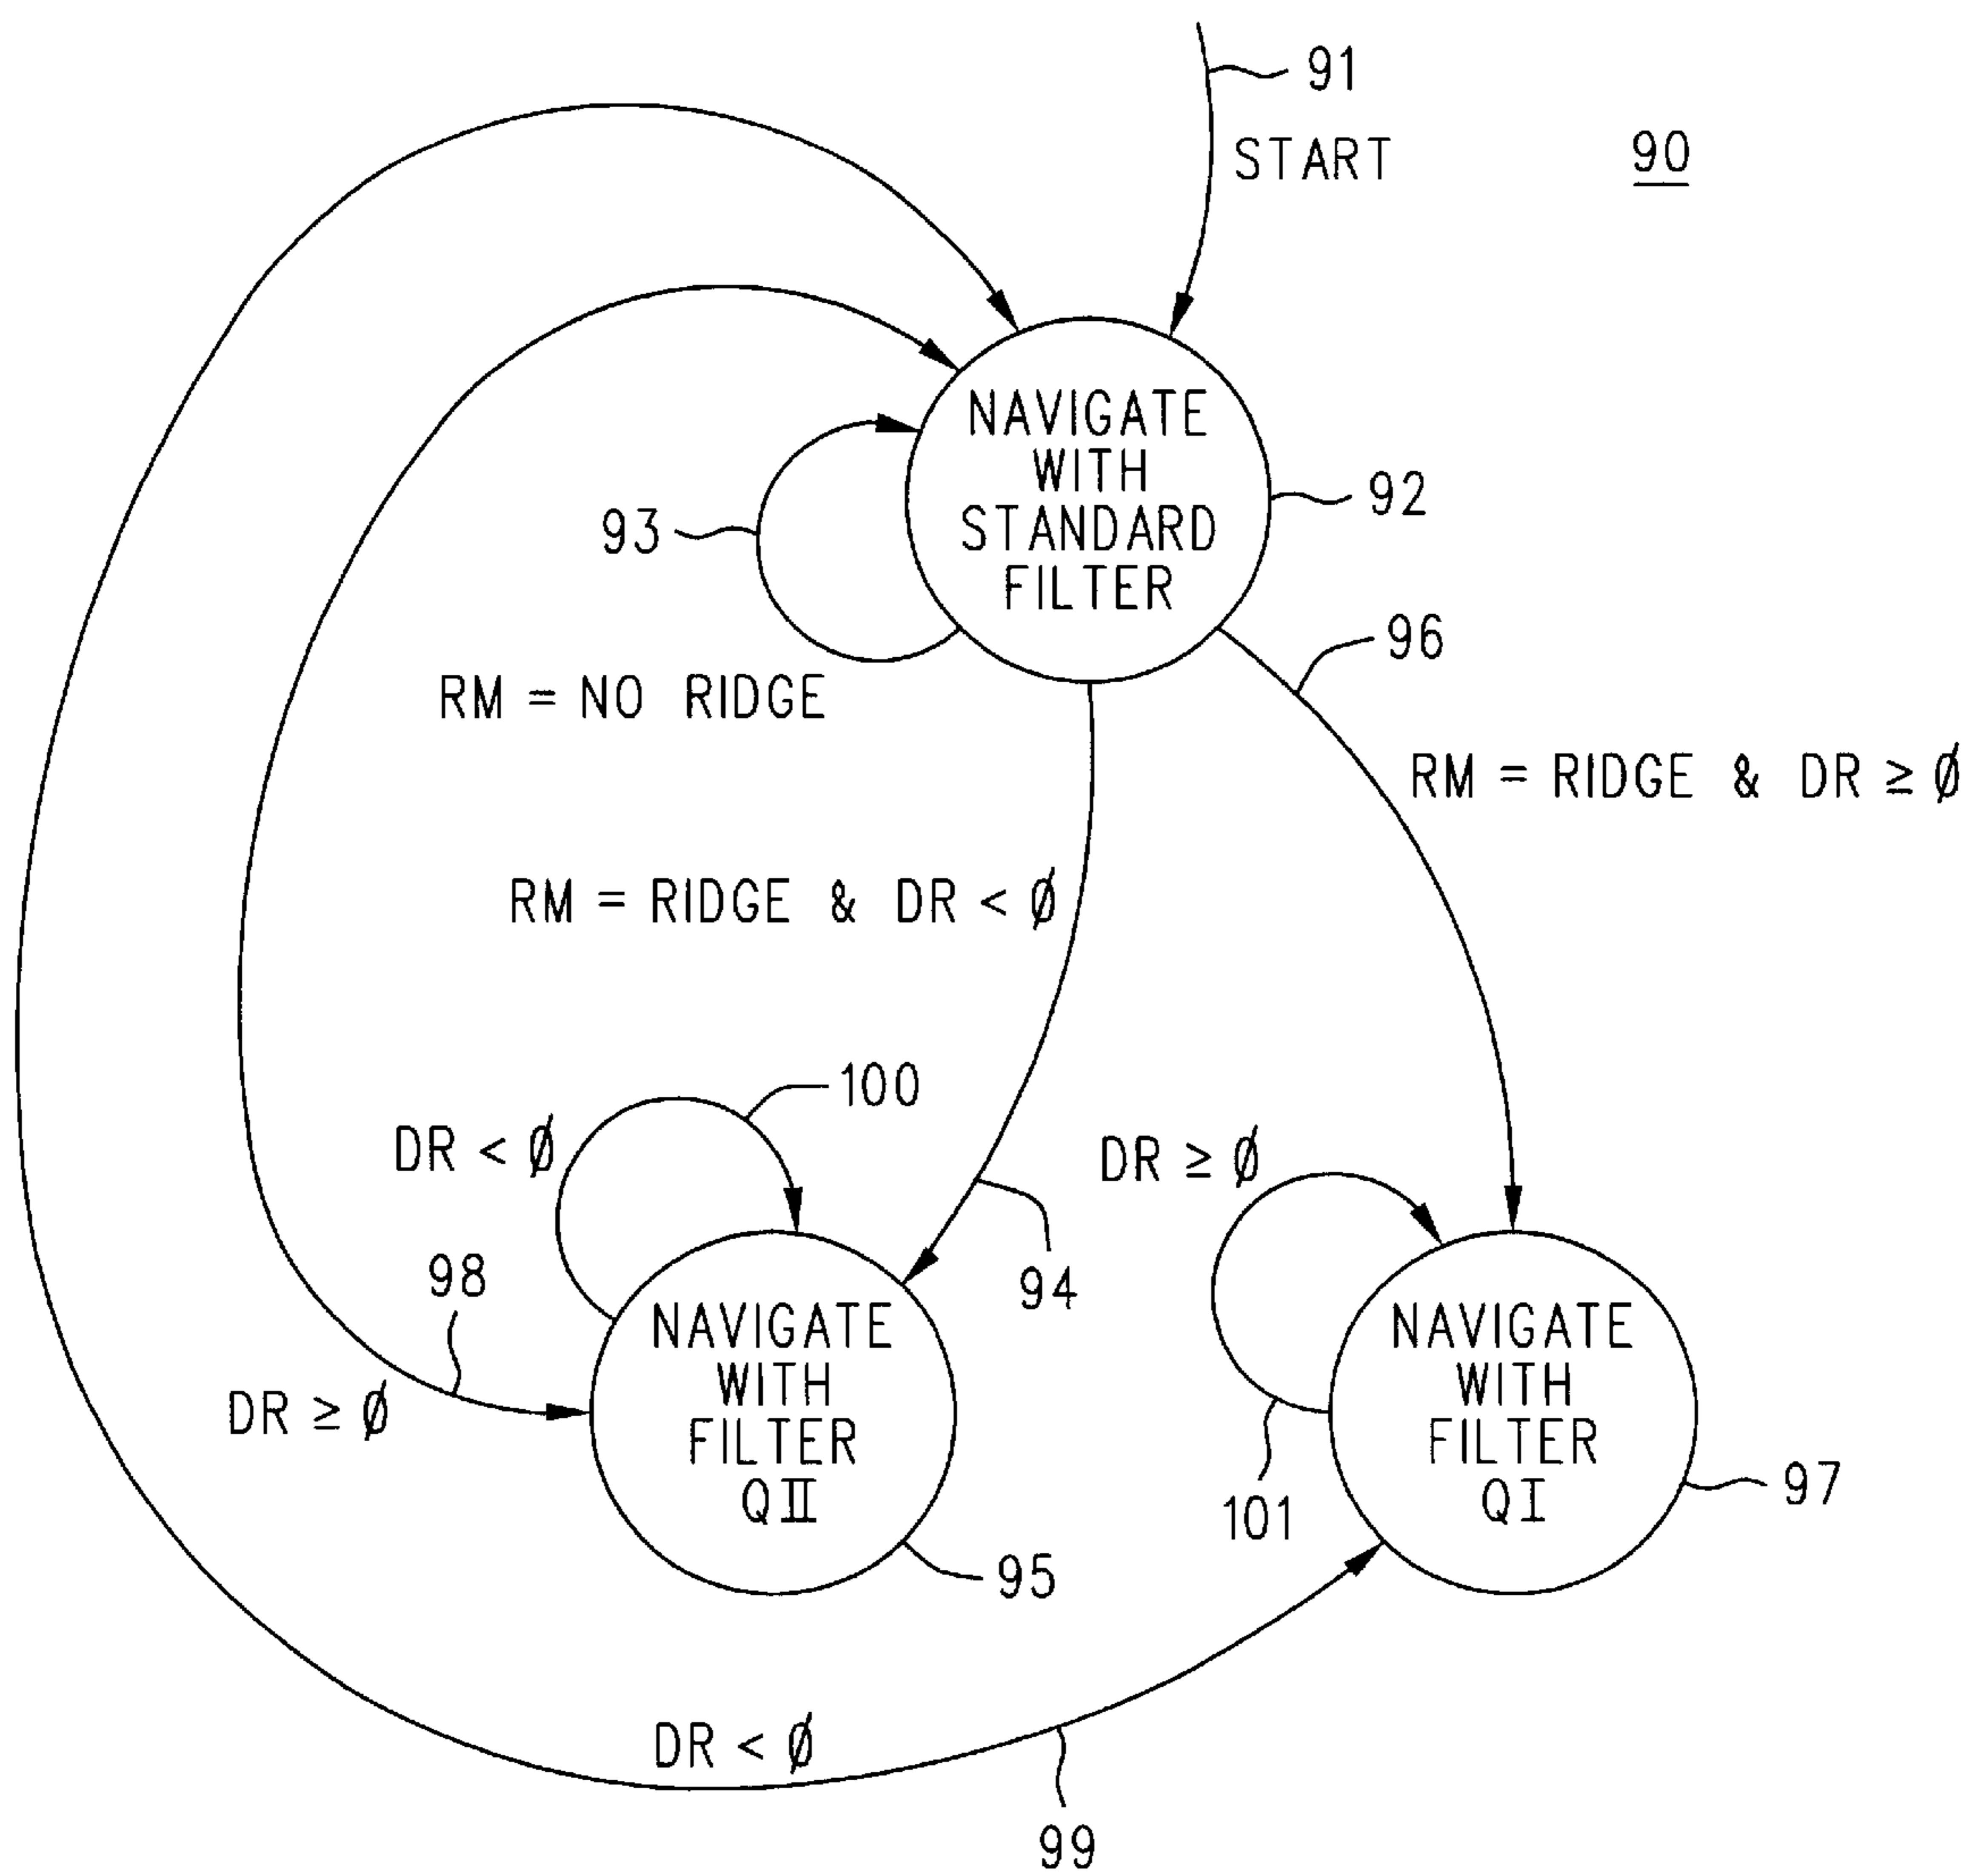 91
START
90
NAVIGATE
WITH
STANDARD
FILTER
92
93
96
RM = NO RIDGE
RM = RIDGE & DR ≥ Ø
RM = RIDGE & DR < Ø
100
DR < Ø
DR ≥ Ø
98
94
NAVIGATE
WITH
FILTER
QII
NAVIGATE
WITH
FILTER
QI
DR ≥ Ø
97
101
95
DR < Ø
99